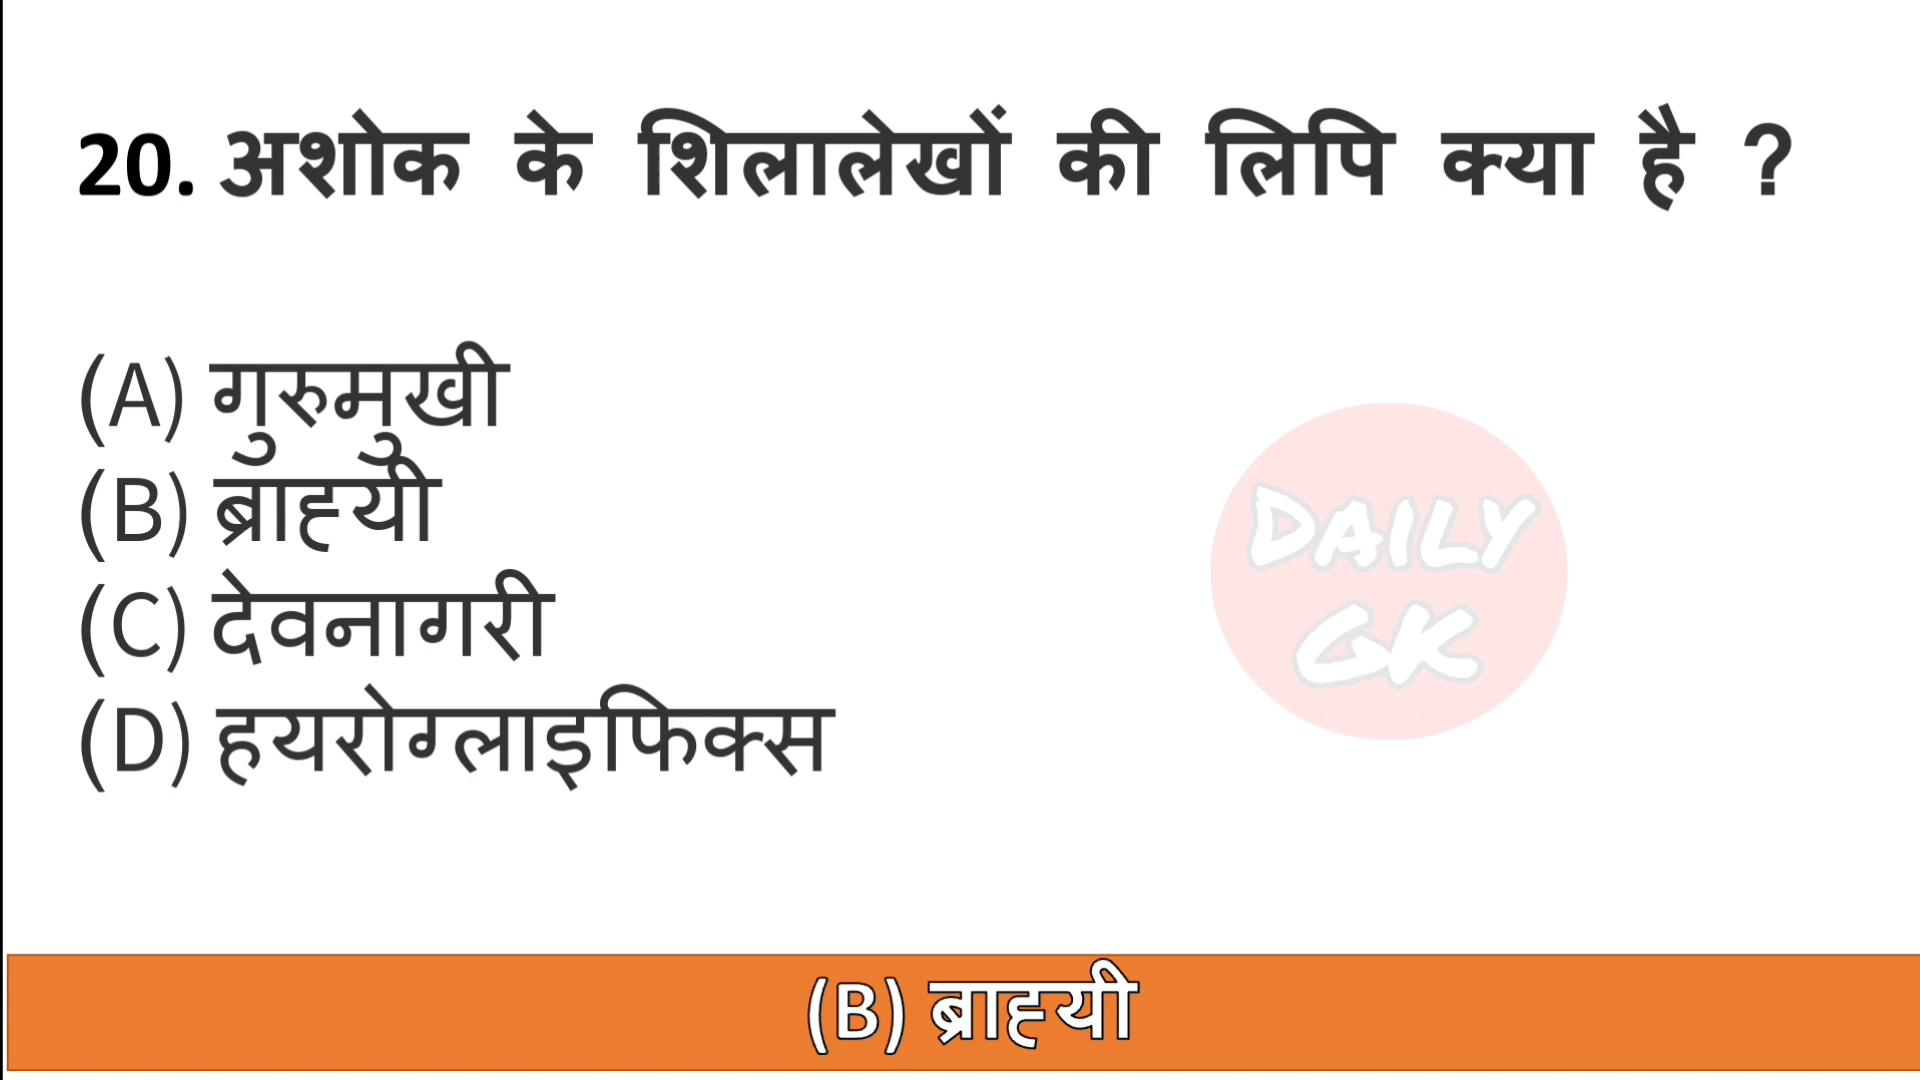 20. अशोक के शिलालेखों की लिपि क्या है ?
(A) गुरुमुखी
(B) ब्राह्यी
(C) देवनागरी
(D) हयरोग्लाइफिक्स
DAILY
GK
(B) ब्राह्यी